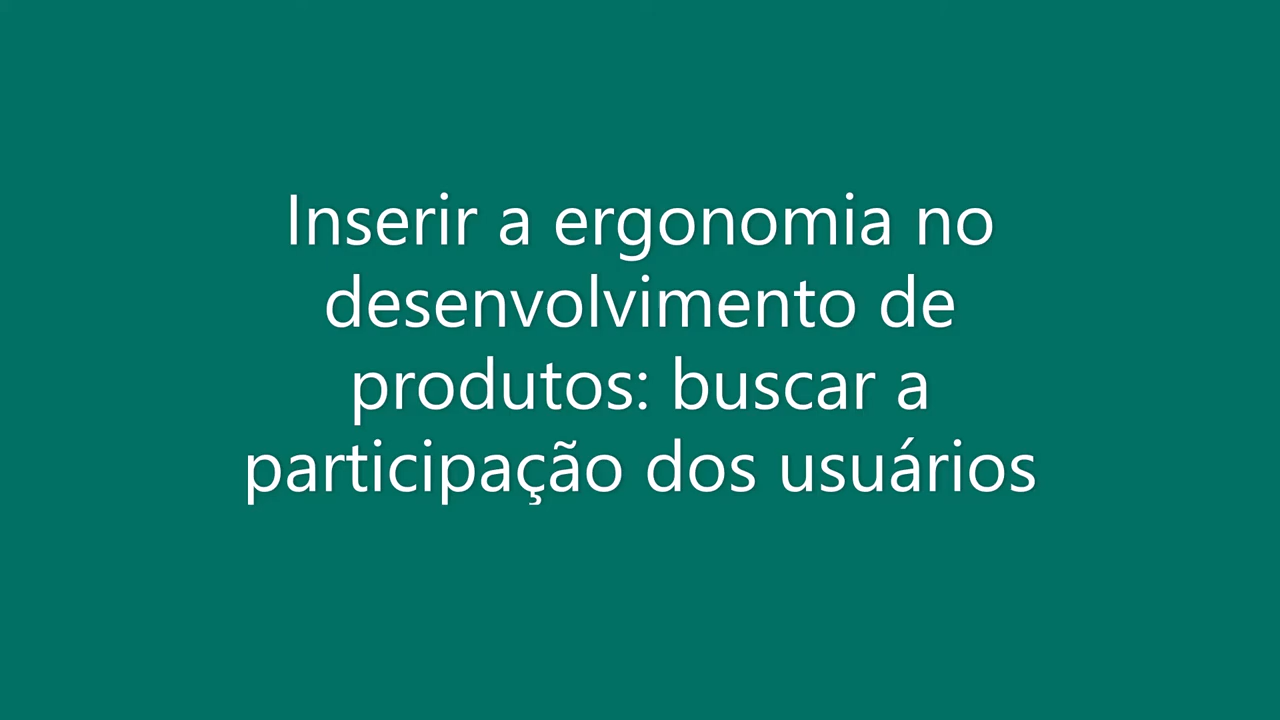 Inserir a ergonomia no
desenvolvimento de
produtos: buscar a
participação dos usuários